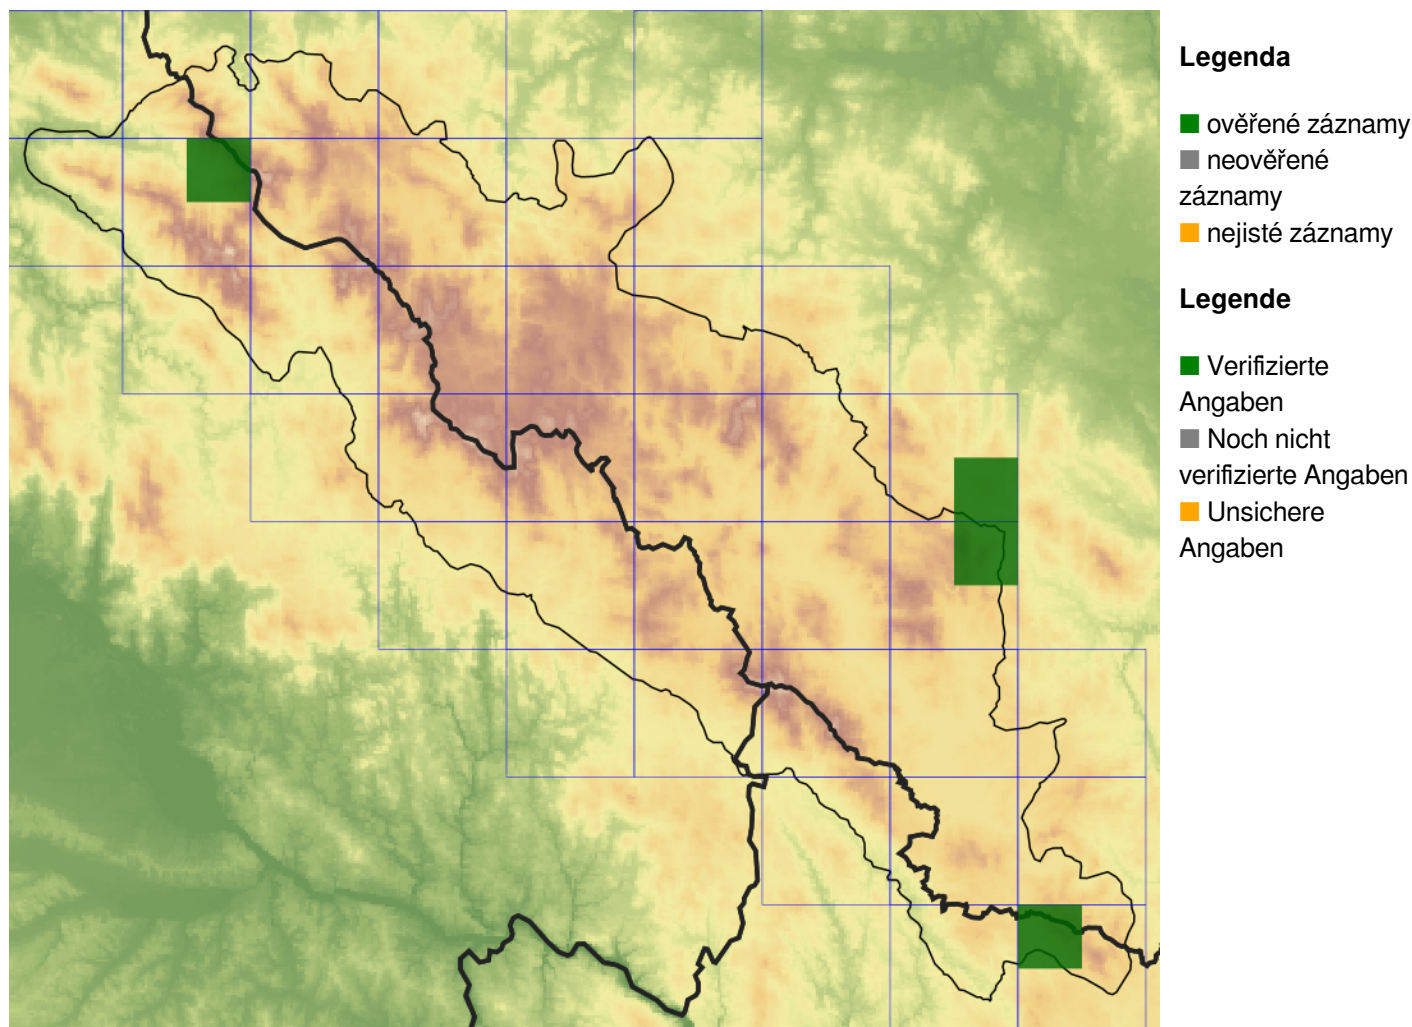 Legenda
ověřené záznamy
neověřené
záznamy
nejisté záznamy
Legende
Verifizierte
Angaben
Noch nicht
verifizierte Angaben
Unsichere
Angaben